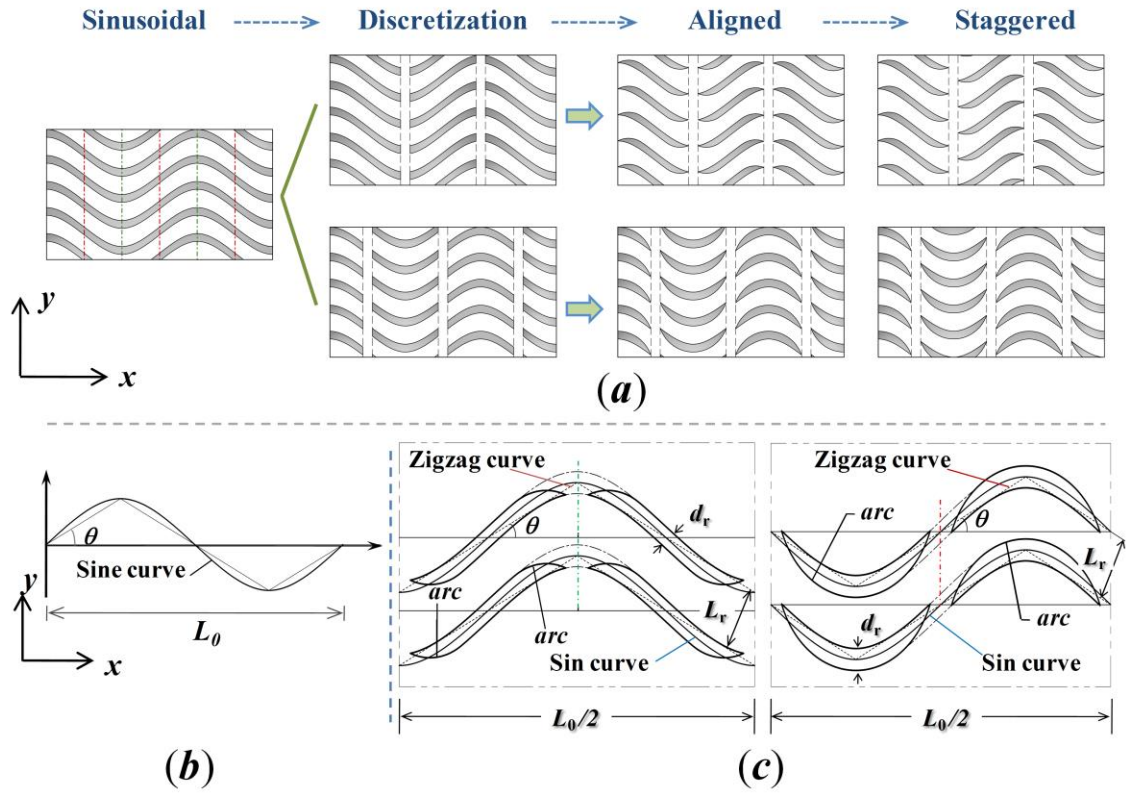 Sinusoidal Discretization Aligned Staggered
y
x
(a)
θ
Sine curve
y
L₀
x
(b)
Zigzag curve
θ
dᵣ
arc
arc
Lᵣ
Sin curve
L₀/2
Zigzag curve
arc
θ
Lᵣ
dᵣ
arc
Sin curve
L₀/2
(c)